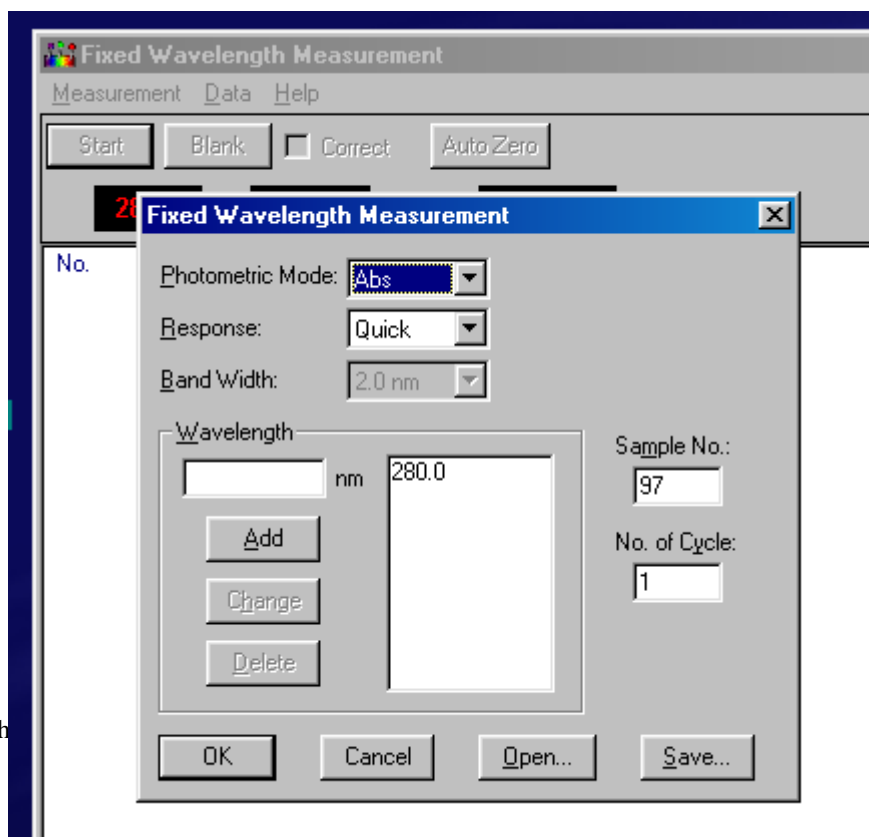 Fixed Wavelength Measurement
Measurement Data Help
Start Blank Correct Auto Zero
28
No.
Fixed Wavelength Measurement
Photometric Mode: Abs
Response: Quick
Band Width: 2.0 nm
Wavelength
nm
280.0
Add
Change
Delete
Sample No.:
97
No. of Cycle:
1
h
OK Cancel Open... Save...